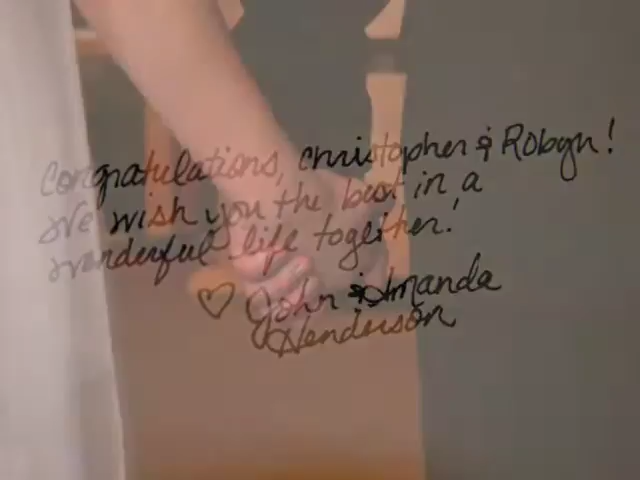 Congratulations, Christopher & Robyn!
We wish you the best in a
wonderful life together!
♡ John & Amanda
Henderson